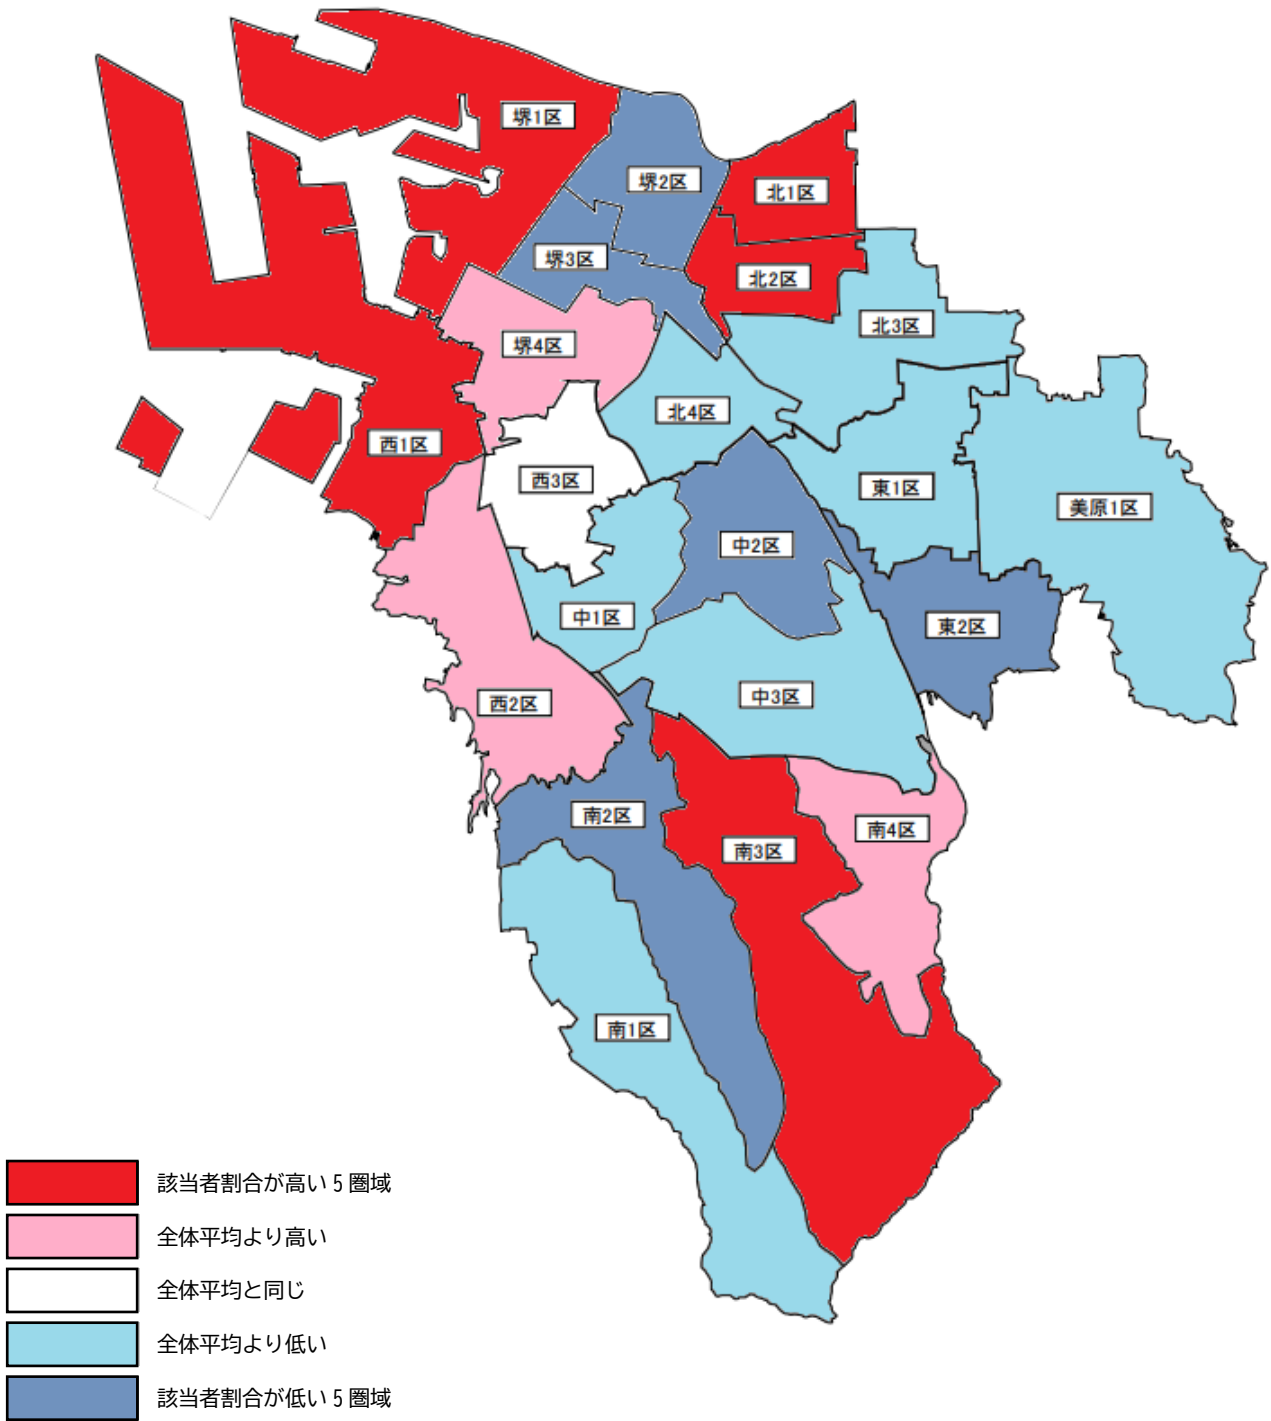 堺1区
堺2区
北1区
堺3区
北2区
北3区
堺4区
北4区
西1区
西3区
東1区
美原1区
中2区
中1区
東2区
西2区
中3区
南2区
南4区
南3区
南1区
該当者割合が高い5圏域
全体平均より高い
全体平均と同じ
全体平均より低い
該当者割合が低い5圏域